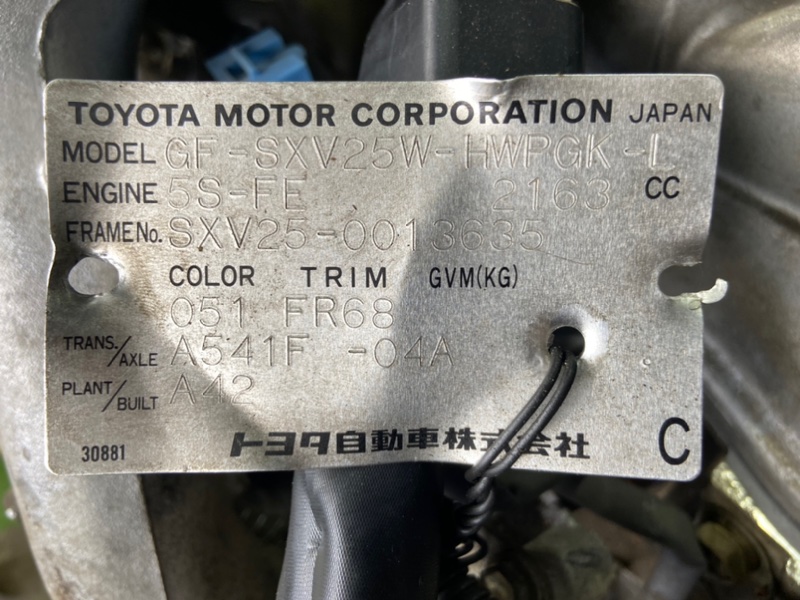 TOYOTA MOTOR CORPORATION JAPAN
MODEL GF-SXV25W-HWPGK-L
ENGINE 5S-FE 2163 CC
FRAME No. SXV25-0013635
COLOR TRIM GVM(KG)
051 FR68
TRANS./AXLE A541F -04A
PLANT/BUILT A42
トヨタ自動車株式会社
30881 C